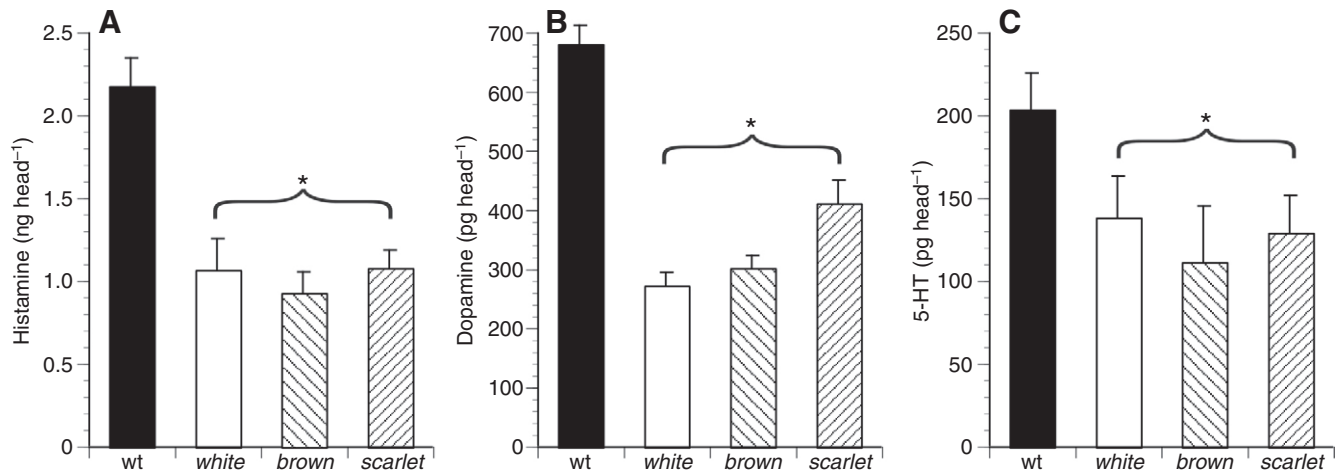 A
Histamine (ng head⁻¹)
2.5
2.0
1.5
1.0
0.5
0
*
wt
white
brown
scarlet
B
Dopamine (pg head⁻¹)
700
600
500
400
300
200
100
0
*
wt
white
brown
scarlet
C
5-HT (pg head⁻¹)
250
200
150
100
50
0
*
wt
white
brown
scarlet